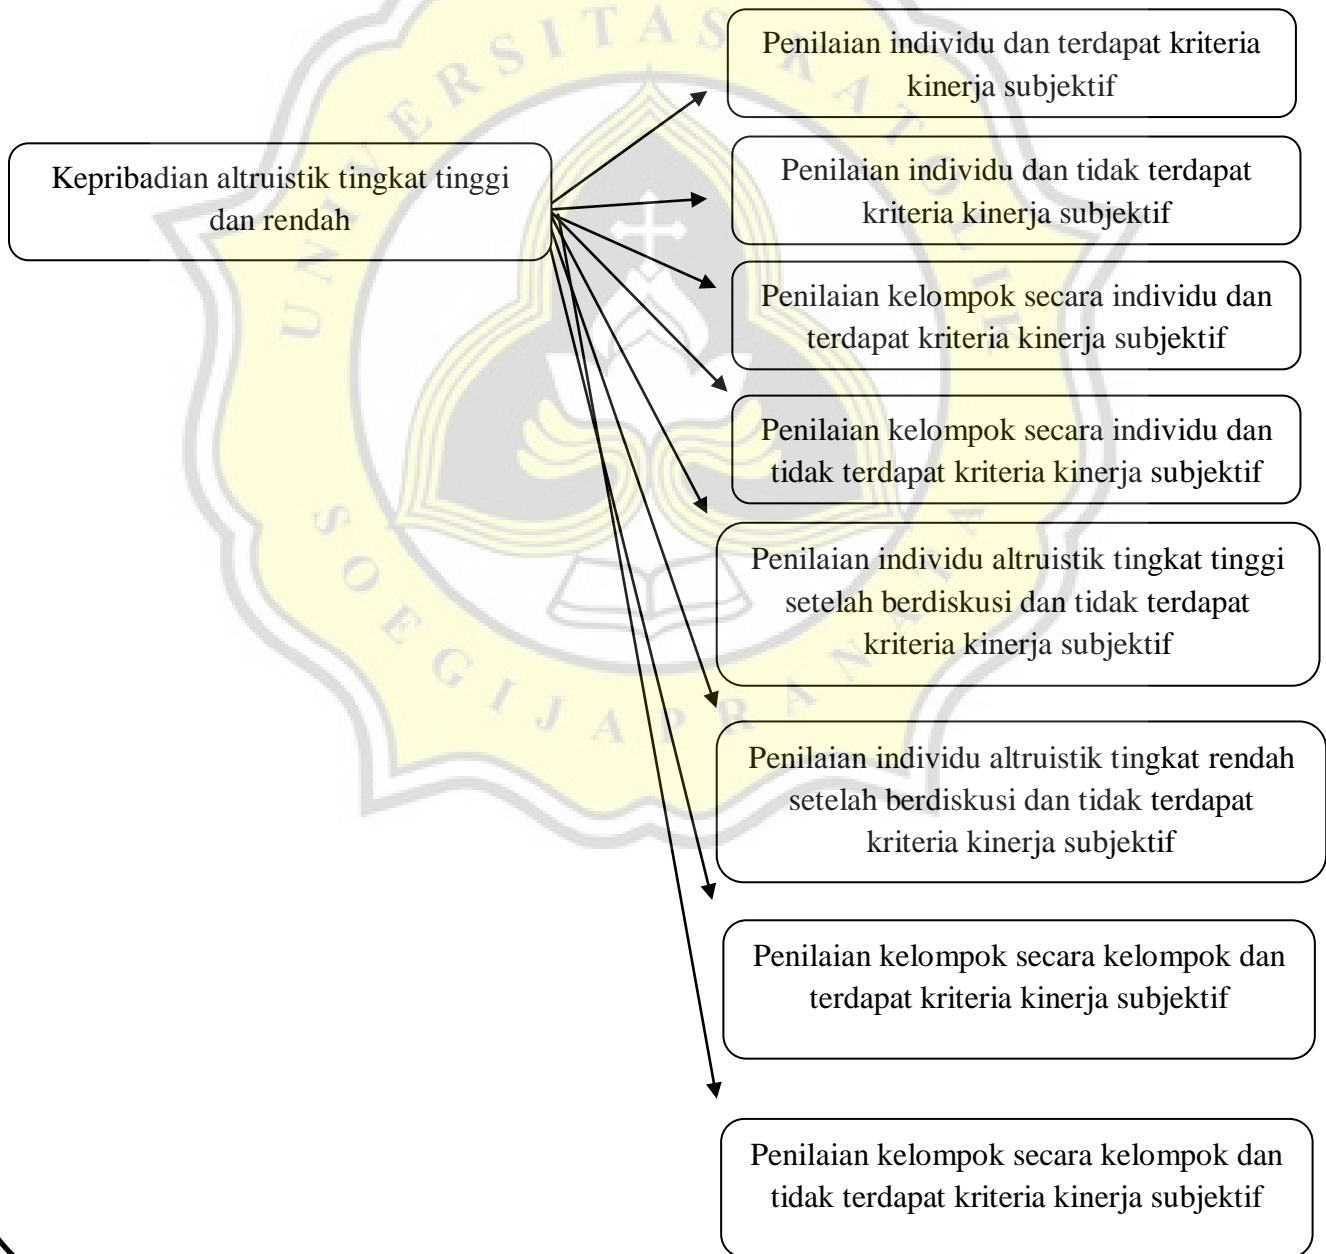 UNIVERSITAS KATOLIK
SOEGIJAPRANATA
Kepribadian altruistik tingkat tinggi
dan rendah
Penilaian individu dan terdapat kriteria
kinerja subjektif
Penilaian individu dan tidak terdapat
kriteria kinerja subjektif
Penilaian kelompok secara individu dan
terdapat kriteria kinerja subjektif
Penilaian kelompok secara individu dan
tidak terdapat kriteria kinerja subjektif
Penilaian individu altruistik tingkat tinggi
setelah berdiskusi dan tidak terdapat
kriteria kinerja subjektif
Penilaian individu altruistik tingkat rendah
setelah berdiskusi dan tidak terdapat
kriteria kinerja subjektif
Penilaian kelompok secara kelompok dan
terdapat kriteria kinerja subjektif
Penilaian kelompok secara kelompok dan
tidak terdapat kriteria kinerja subjektif